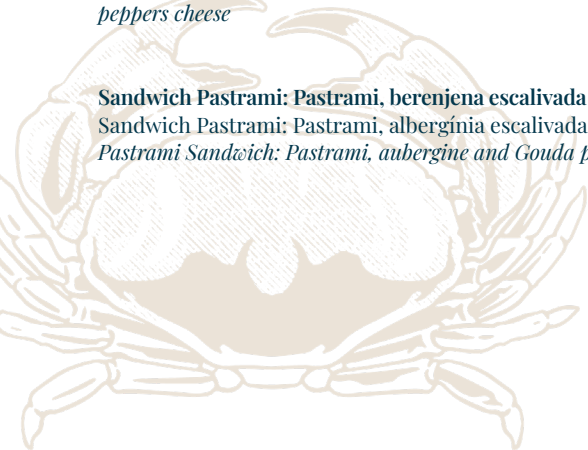 peppers cheese
Sandwich Pastrami: Pastrami, berenjena escalivada
Sandwich Pastrami: Pastrami, albergínia escalivada
Pastrami Sandwich: Pastrami, aubergine and Gouda